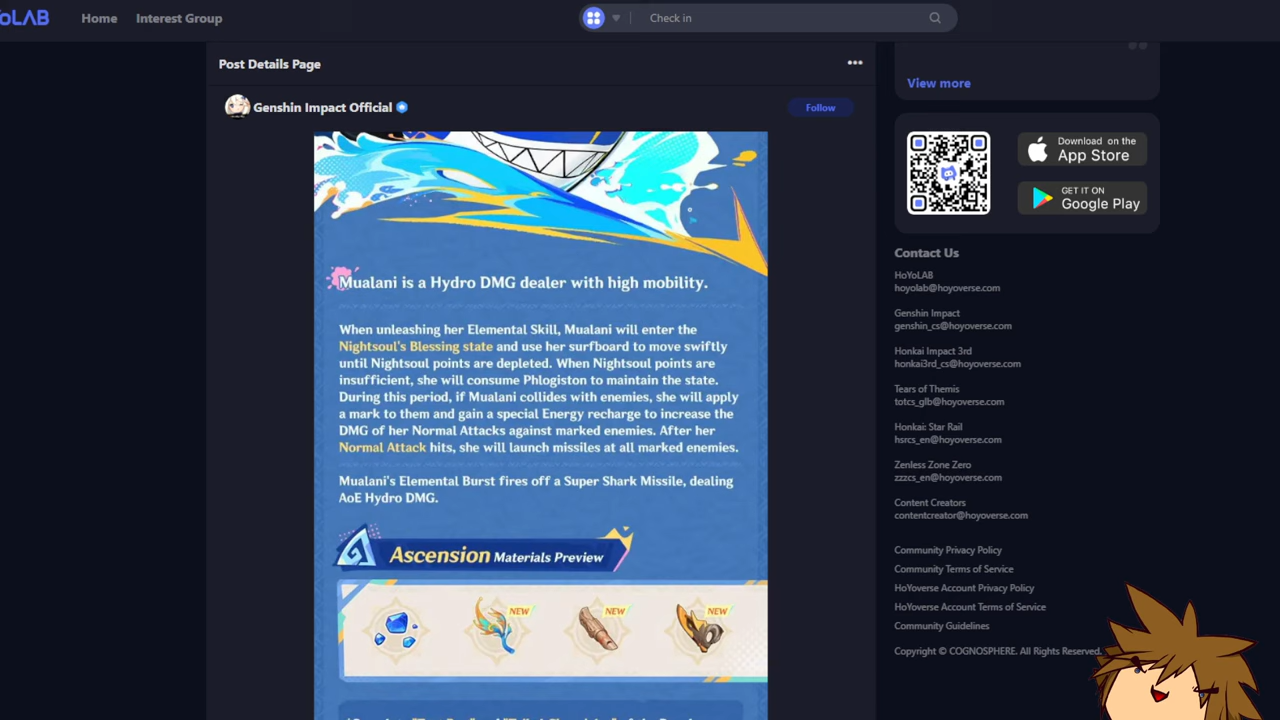 oLAB
Home
Interest Group
Check in
Post Details Page
Genshin Impact Official
Follow
Mualani is a Hydro DMG dealer with high mobility.
When unleashing her Elemental Skill, Mualani will enter the
Nightsoul's Blessing state and use her surfboard to move swiftly
until Nightsoul points are depleted. When Nightsoul points are
insufficient, she will consume Phlogiston to maintain the state.
During this period, if Mualani collides with enemies, she will apply
a mark to them and gain a special Energy recharge to increase the
DMG of her Normal Attacks against marked enemies. After her
Normal Attack hits, she will launch missiles at all marked enemies.
Mualani's Elemental Burst fires off a Super Shark Missile, dealing
AoE Hydro DMG.
Ascension Materials Preview
NEW
NEW
NEW
View more
Download on the
App Store
GET IT ON
Google Play
Contact Us
HoYoLAB
hoyolab@hoyoverse.com
Genshin Impact
genshin_cs@hoyoverse.com
Honkai Impact 3rd
honkai3rd_cs@hoyoverse.com
Tears of Themis
totcs_glb@hoyoverse.com
Honkai: Star Rail
hsrcs_en@hoyoverse.com
Zenless Zone Zero
zzzcs_en@hoyoverse.com
Content Creators
contentcreator@hoyoverse.com
Community Privacy Policy
Community Terms of Service
HoYoverse Account Privacy Policy
HoYoverse Account Terms of Service
Community Guidelines
Copyright © COGNOSPHERE. All Rights Reserved.